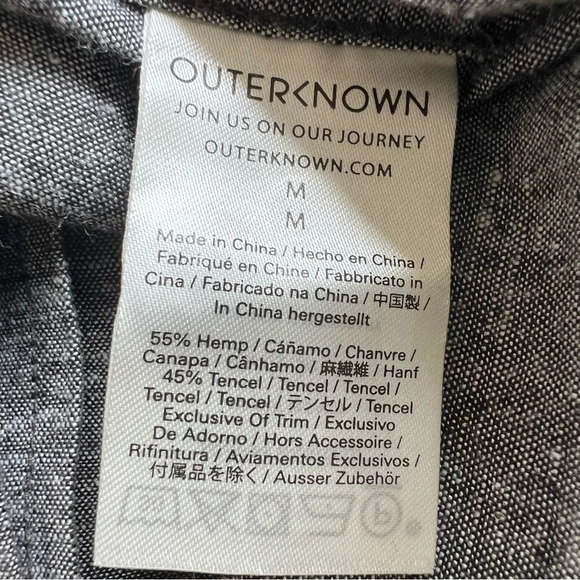 OUTERKNOWN
JOIN US ON OUR JOURNEY
OUTERKNOWN.COM
M
M
Made in China / Hecho en China /
Fabriqué en Chine / Fabbricato in
Cina / Fabricado na China / 中国製 /
In China hergestellt
55% Hemp / Cáñamo / Chanvre /
Canapa / Cânhamo / 麻繊維 / Hanf
45% Tencel / Tencel / Tencel /
Tencel / Tencel / テンセル / Tencel
Exclusive Of Trim / Exclusivo
De Adorno / Hors Accessoire /
Rifinitura / Aviamentos Exclusivos /
付属品を除く / Ausser Zubehör